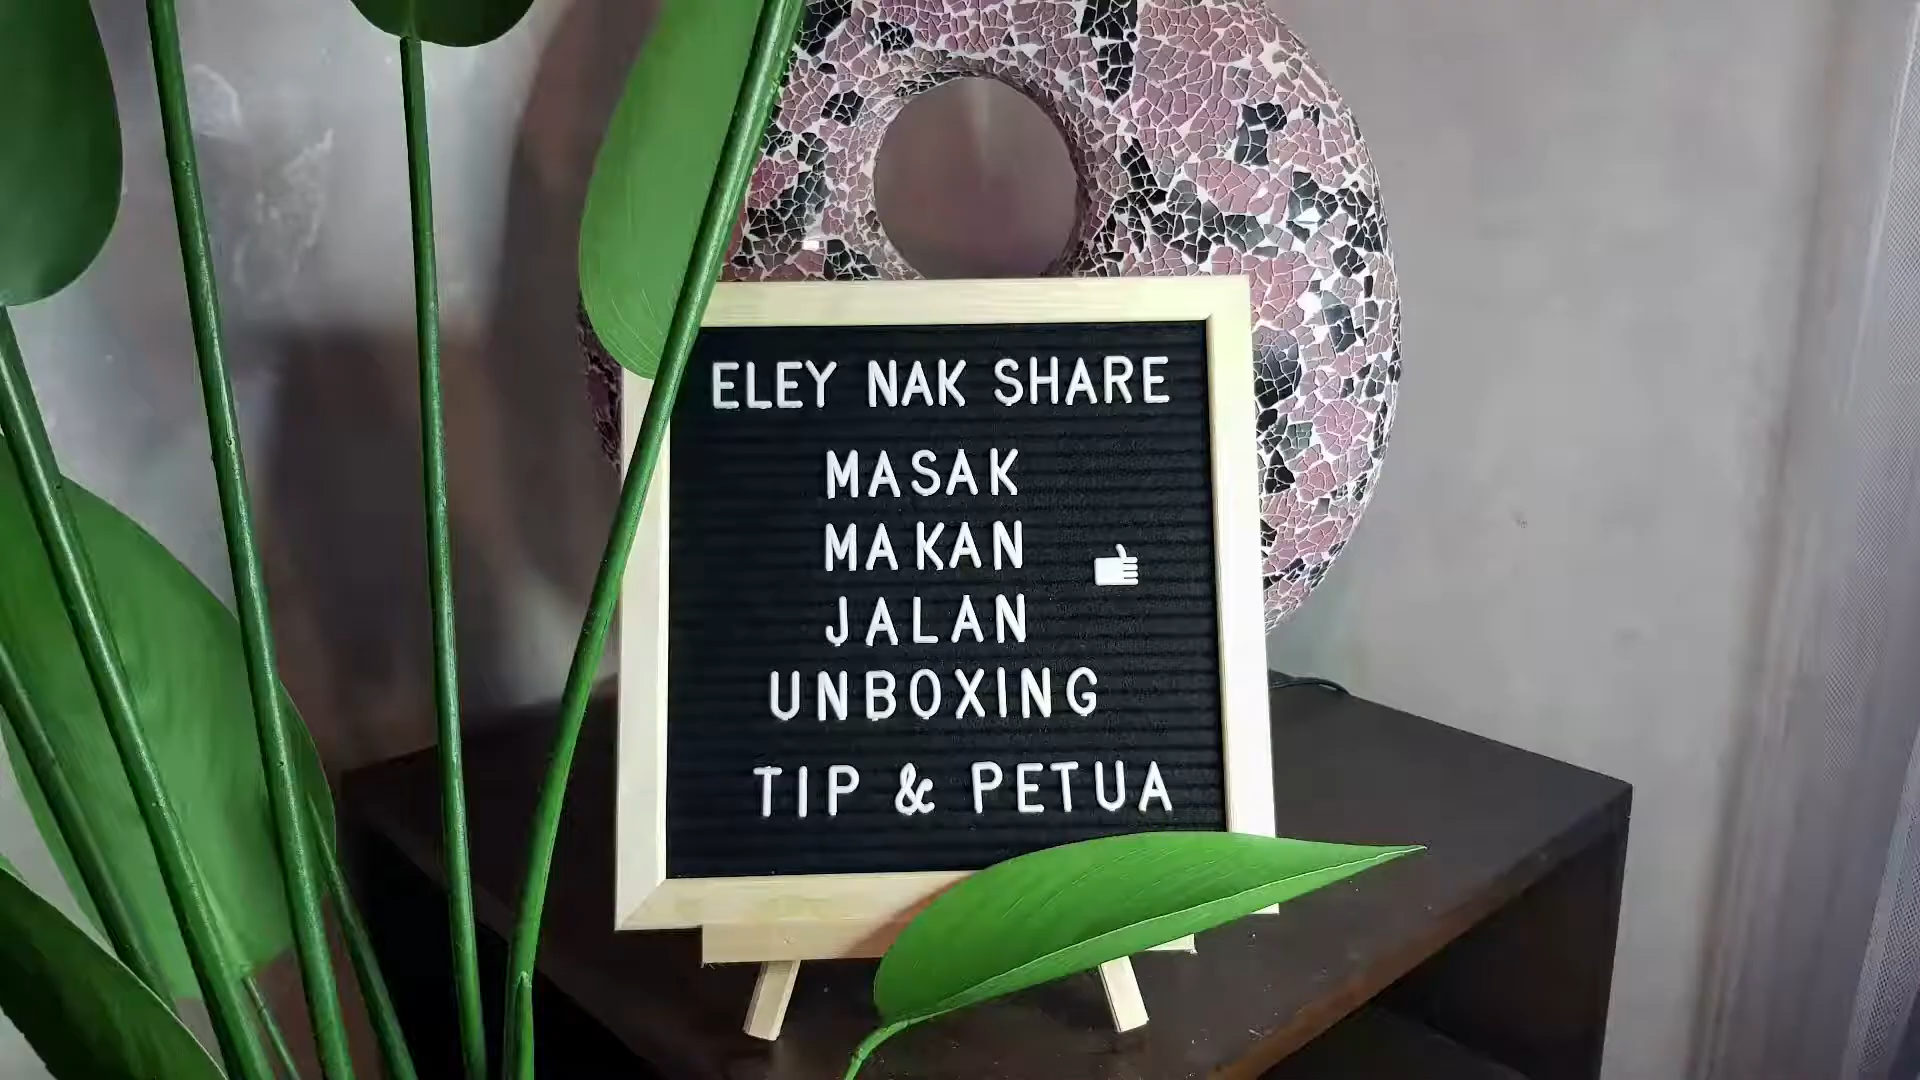 ELEY NAK SHARE
MASAK
MAKAN
JALAN
UNBOXING
TIP & PETUA